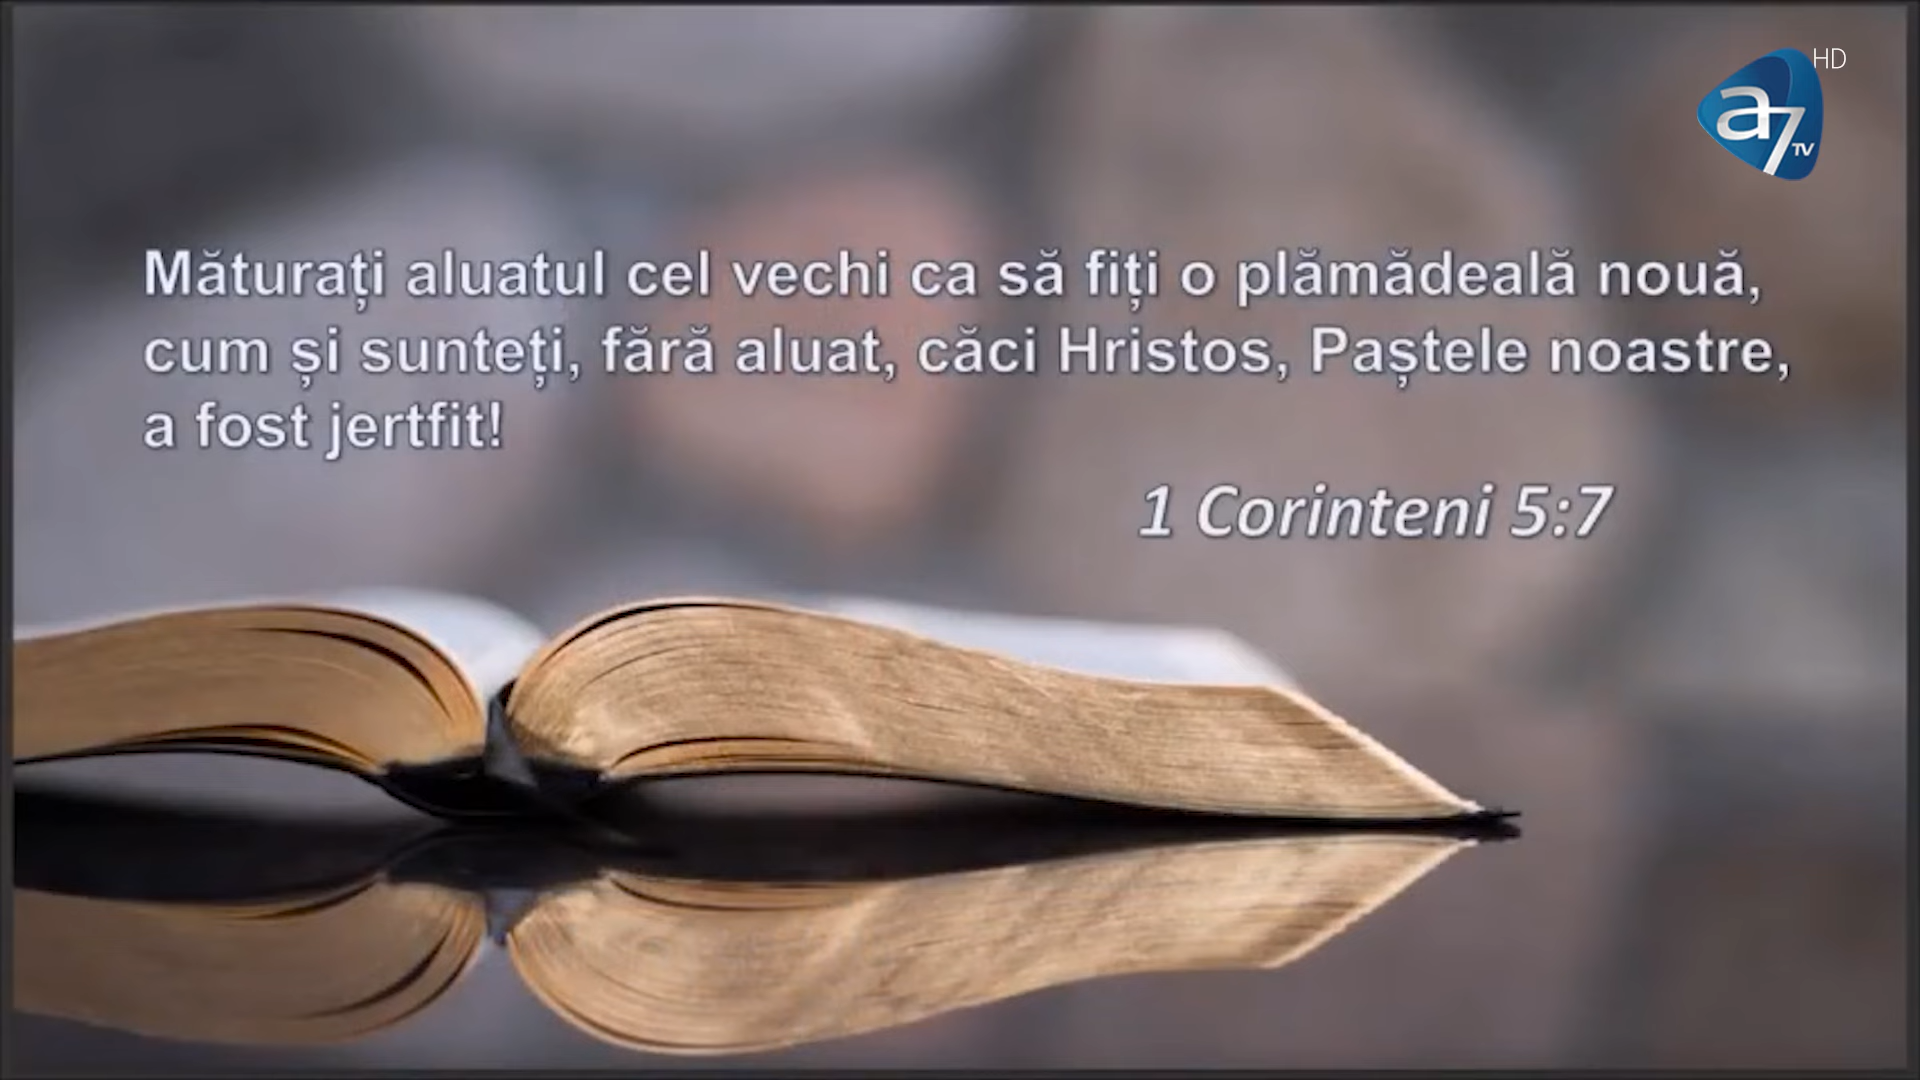 HD
a7
TV
Măturați aluatul cel vechi ca să fiți o plămădeală nouă,
cum și sunteți, fără aluat, căci Hristos, Paștele noastre,
a fost jertfit!
1 Corinteni 5:7